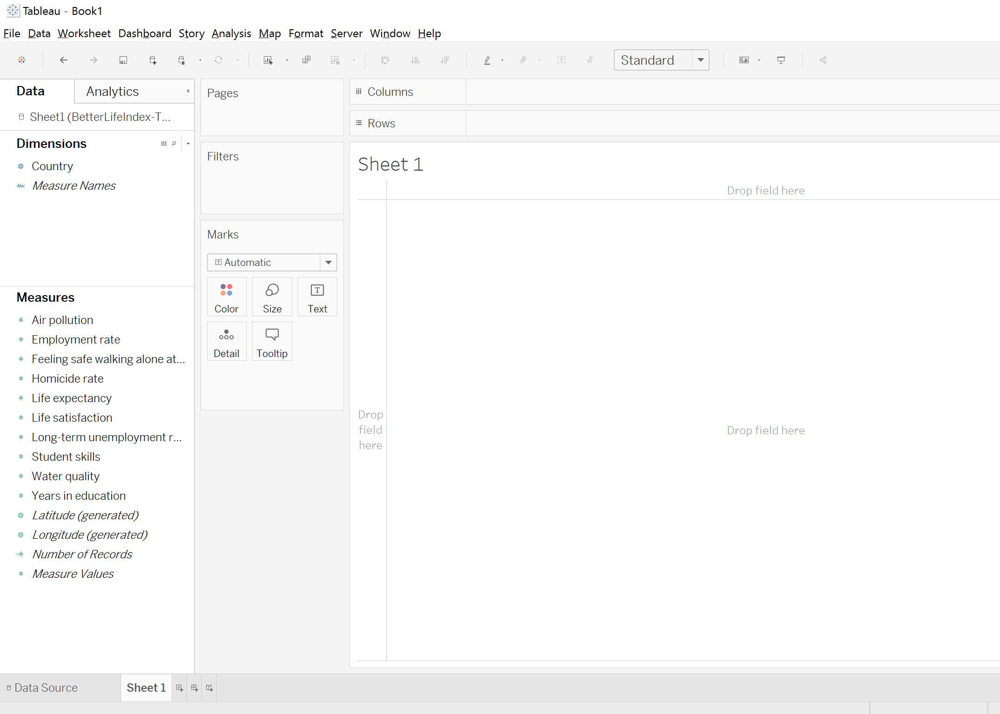 Tableau - Book1
File Data Worksheet Dashboard Story Analysis Map Format Server Window Help
Standard
Data Analytics
Sheet1 (BetterLifeIndex-T...
Dimensions
Country
Abc Measure Names
Measures
Air pollution
Employment rate
Feeling safe walking alone at...
Homicide rate
Life expectancy
Life satisfaction
Long-term unemployment r...
Student skills
Water quality
Years in education
Latitude (generated)
Longitude (generated)
Number of Records
Measure Values
Pages
Filters
Marks
Automatic
Color Size Text
Detail Tooltip
Columns
Rows
Sheet 1
Drop field here
Drop
field
here
Drop field here
Data Source Sheet 1